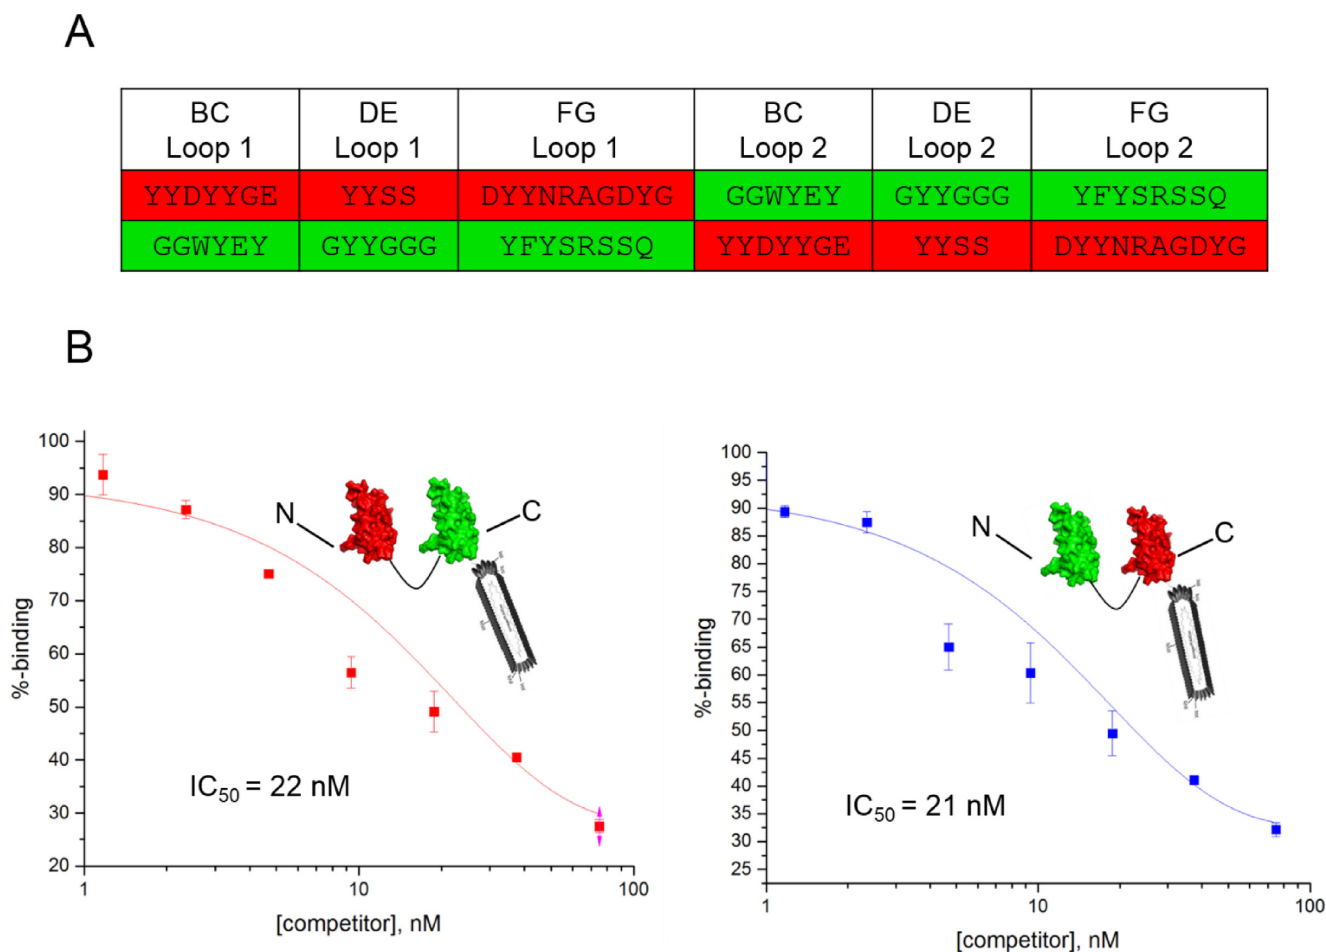 A
BC Loop 1 DE Loop 1 FG Loop 1 BC Loop 2 DE Loop 2 FG Loop 2
YYDYYGE YYSS DYYNRAGDYG GGWYEY GYYGGG YFYSRSSQ
GGWYEY GYYGGG YFYSRSSQ YYDYYGE YYSS DYYNRAGDYG
B
100
90
80
70
60
50
40
30
20
%-binding
N
C
IC50 = 22 nM
1 10 100
[competitor], nM
100
95
90
85
80
75
70
65
60
55
50
45
40
35
30
25
%-binding
N
C
IC50 = 21 nM
1 10 100
[competitor], nM